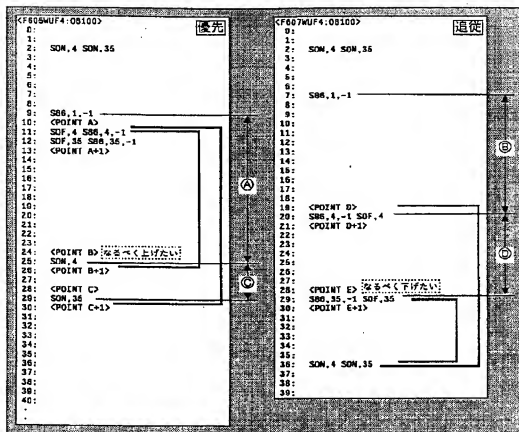 <F606WUF4:OB100>
優先
0:
1:
2: SON,4 SON,35
3:
4:
5:
6:
7:
8:
9: S86,1,-1
10: <POINT A>
11: SOF,4 S86,4,-1
12: SOF,35 S86,35,-1
13: <POINT A+1>
14:
15:
16:
17:
18:
19:
20:
21:
22:
23:
24: <POINT B> なるべく上げたい
25: SON,4
26: <POINT B+1>
27:
28: <POINT C>
29: SON,35
30: <POINT C+1>
31:
32:
33:
34:
35:
36:
37:
38:
39:
40:
Ⓐ
Ⓒ
<F607WUF4:OB100>
追従
0:
1:
2: SON,4 SON,35
3:
4:
5:
6:
7: S86,1,-1
8:
9:
10:
11:
12:
13:
14:
15:
16:
17:
18:
19: <POINT D>
20: S86,4,-1 SOF,4
21: <POINT D+1>
22:
23:
24:
25:
26:
27:
28: <POINT E> なるべく下げたい
29: S86,35,-1 SOF,35
30: <POINT E+1>
31:
32:
33:
34:
35:
36: SON,4 SON,35
37:
38:
39:
Ⓑ
Ⓓ